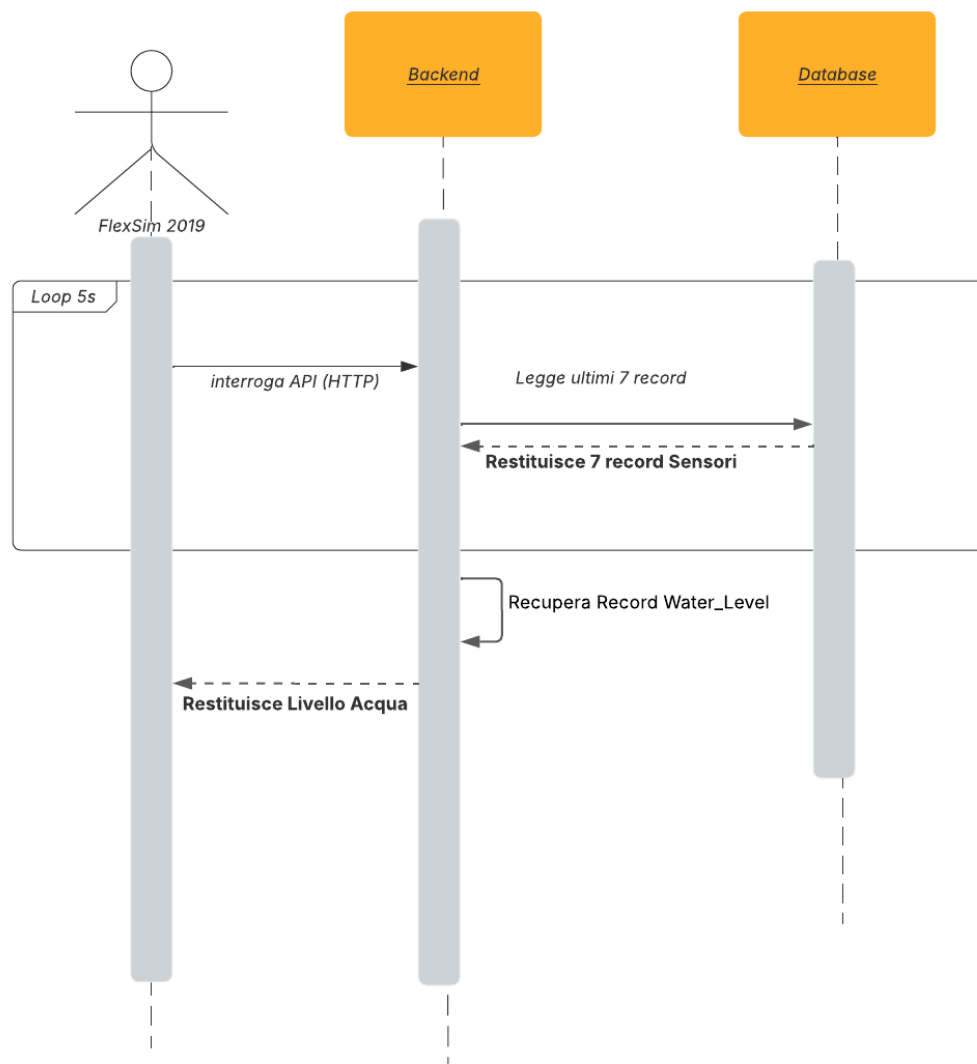 Backend
Database
FlexSim 2019
Loop 5s
interroga API (HTTP)
Legge ultimi 7 record
Restituisce 7 record Sensori
Recupera Record Water_Level
Restituisce Livello Acqua